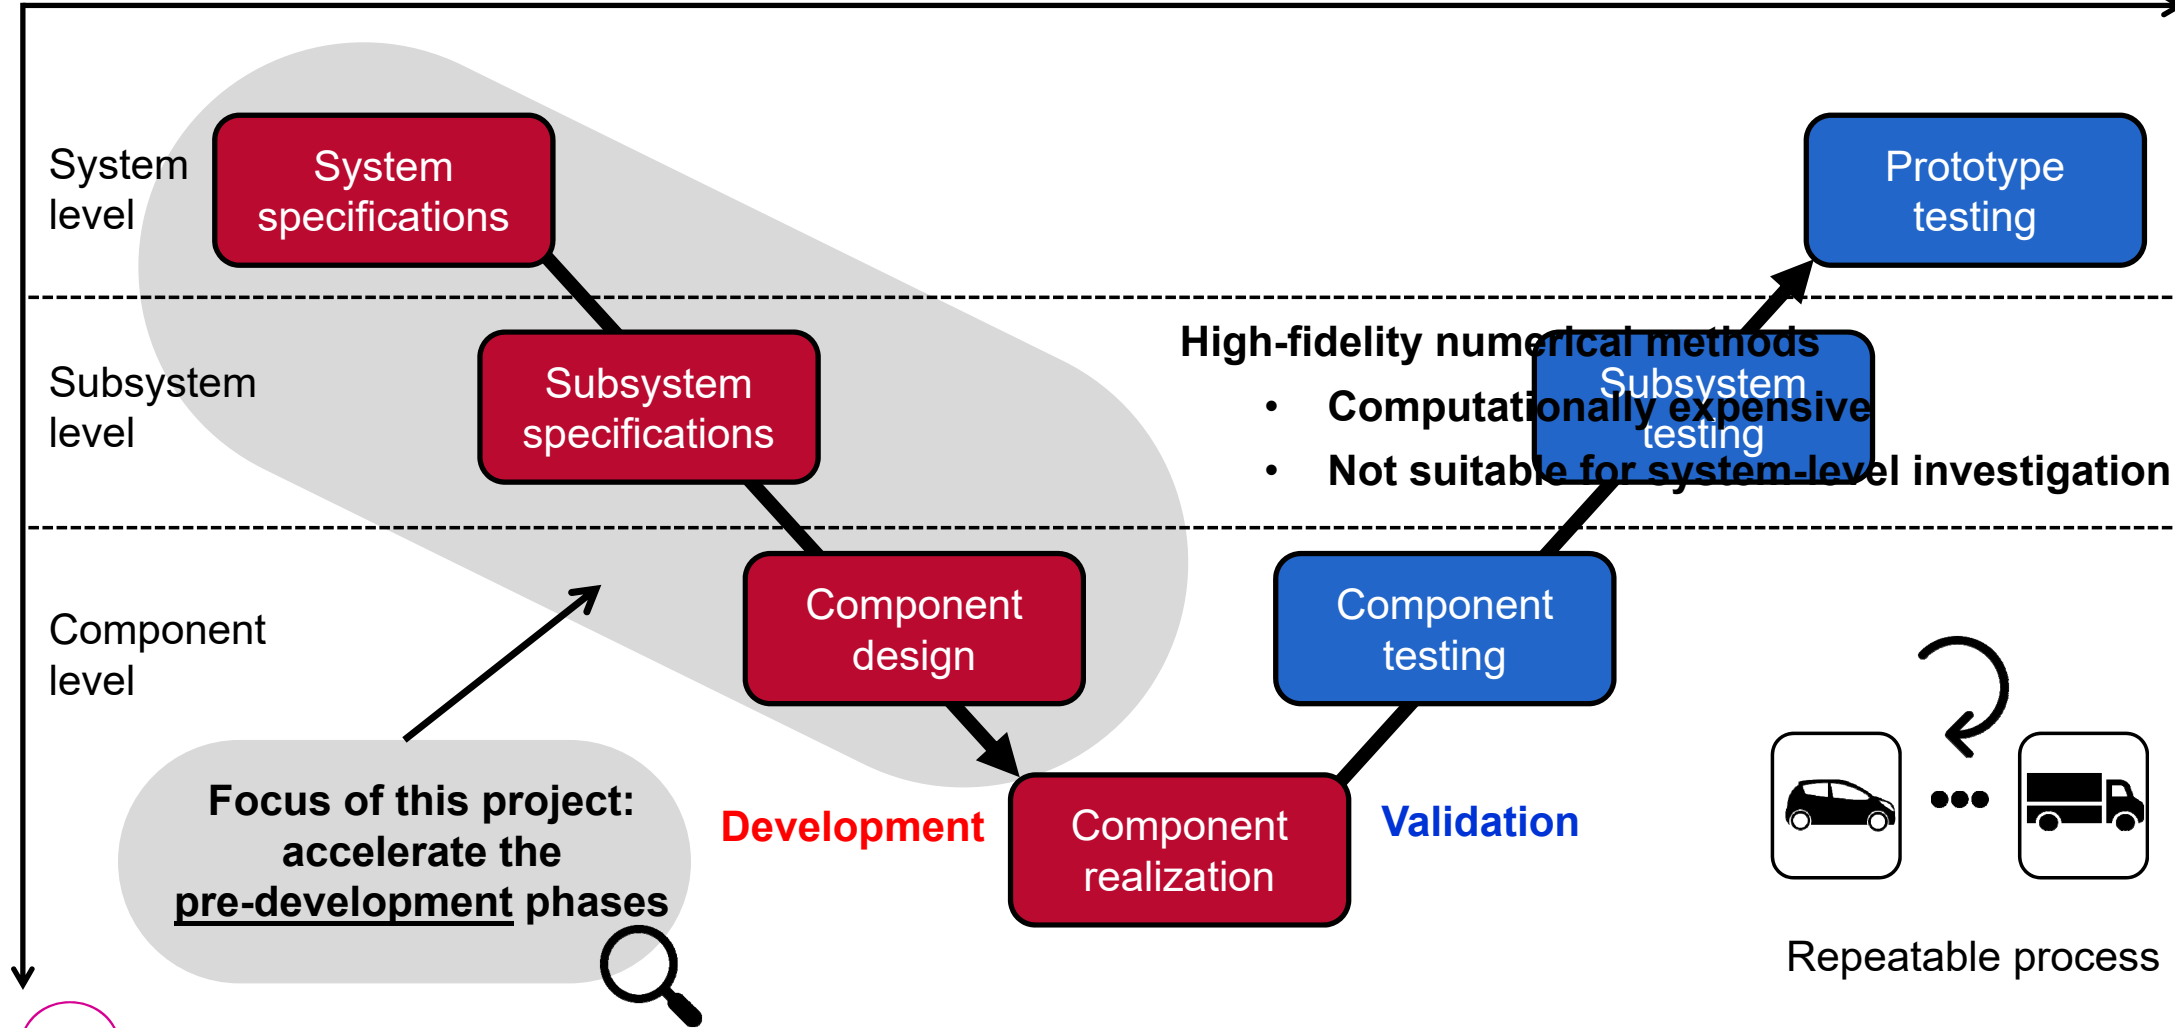 System
level
System
specifications
Prototype
testing
Subsystem
level
Subsystem
specifications
High-fidelity numerical methods
• Computationally expensive
• Not suitable for system-level investigation
Subsystem
testing
Component
level
Component
design
Component
testing
Focus of this project:
accelerate the
pre-development phases
Development
Component
realization
Validation
Repeatable process